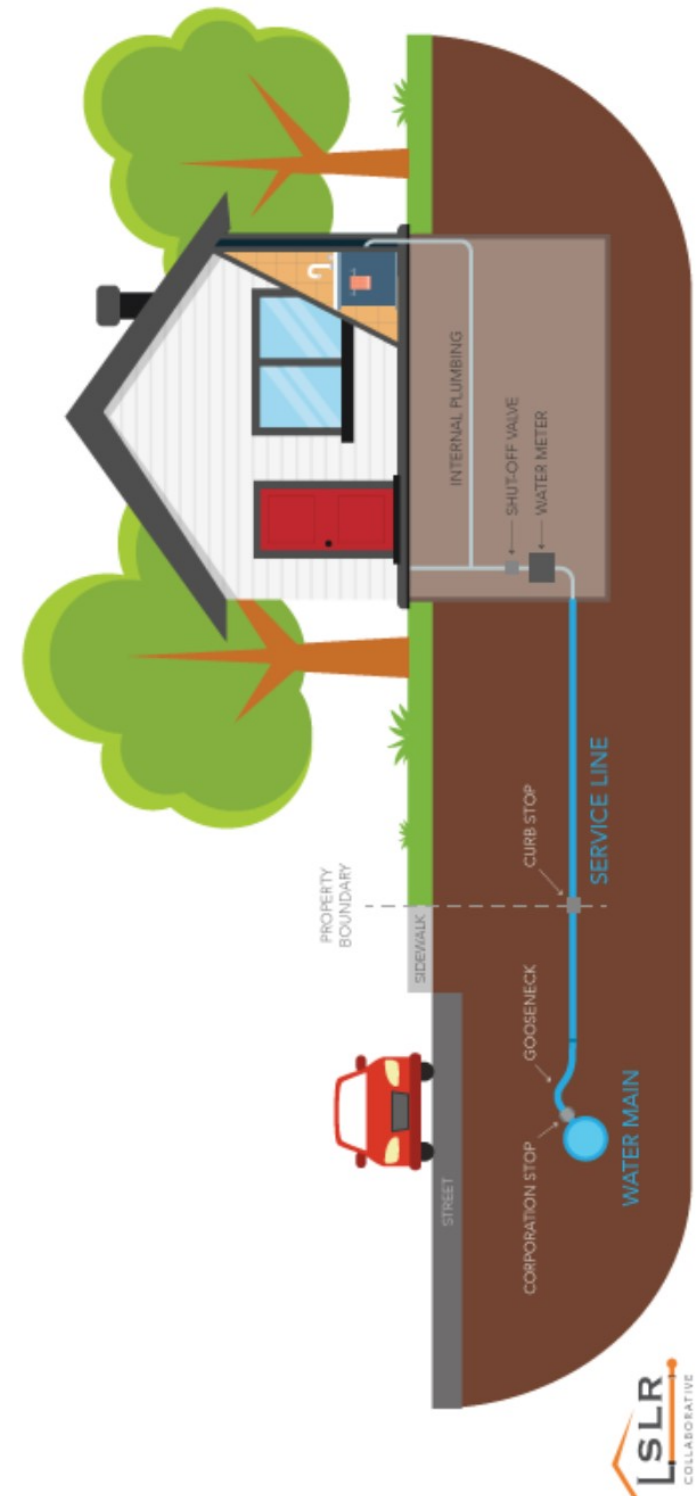 PROPERTY
BOUNDARY
STREET
SIDEWALK
INTERNAL PLUMBING
CORPORATION STOP
GOOSENECK
CURB STOP
SHUT-OFF VALVE
WATER METER
WATER MAIN
SERVICE LINE
LSLR
COLLABORATIVE